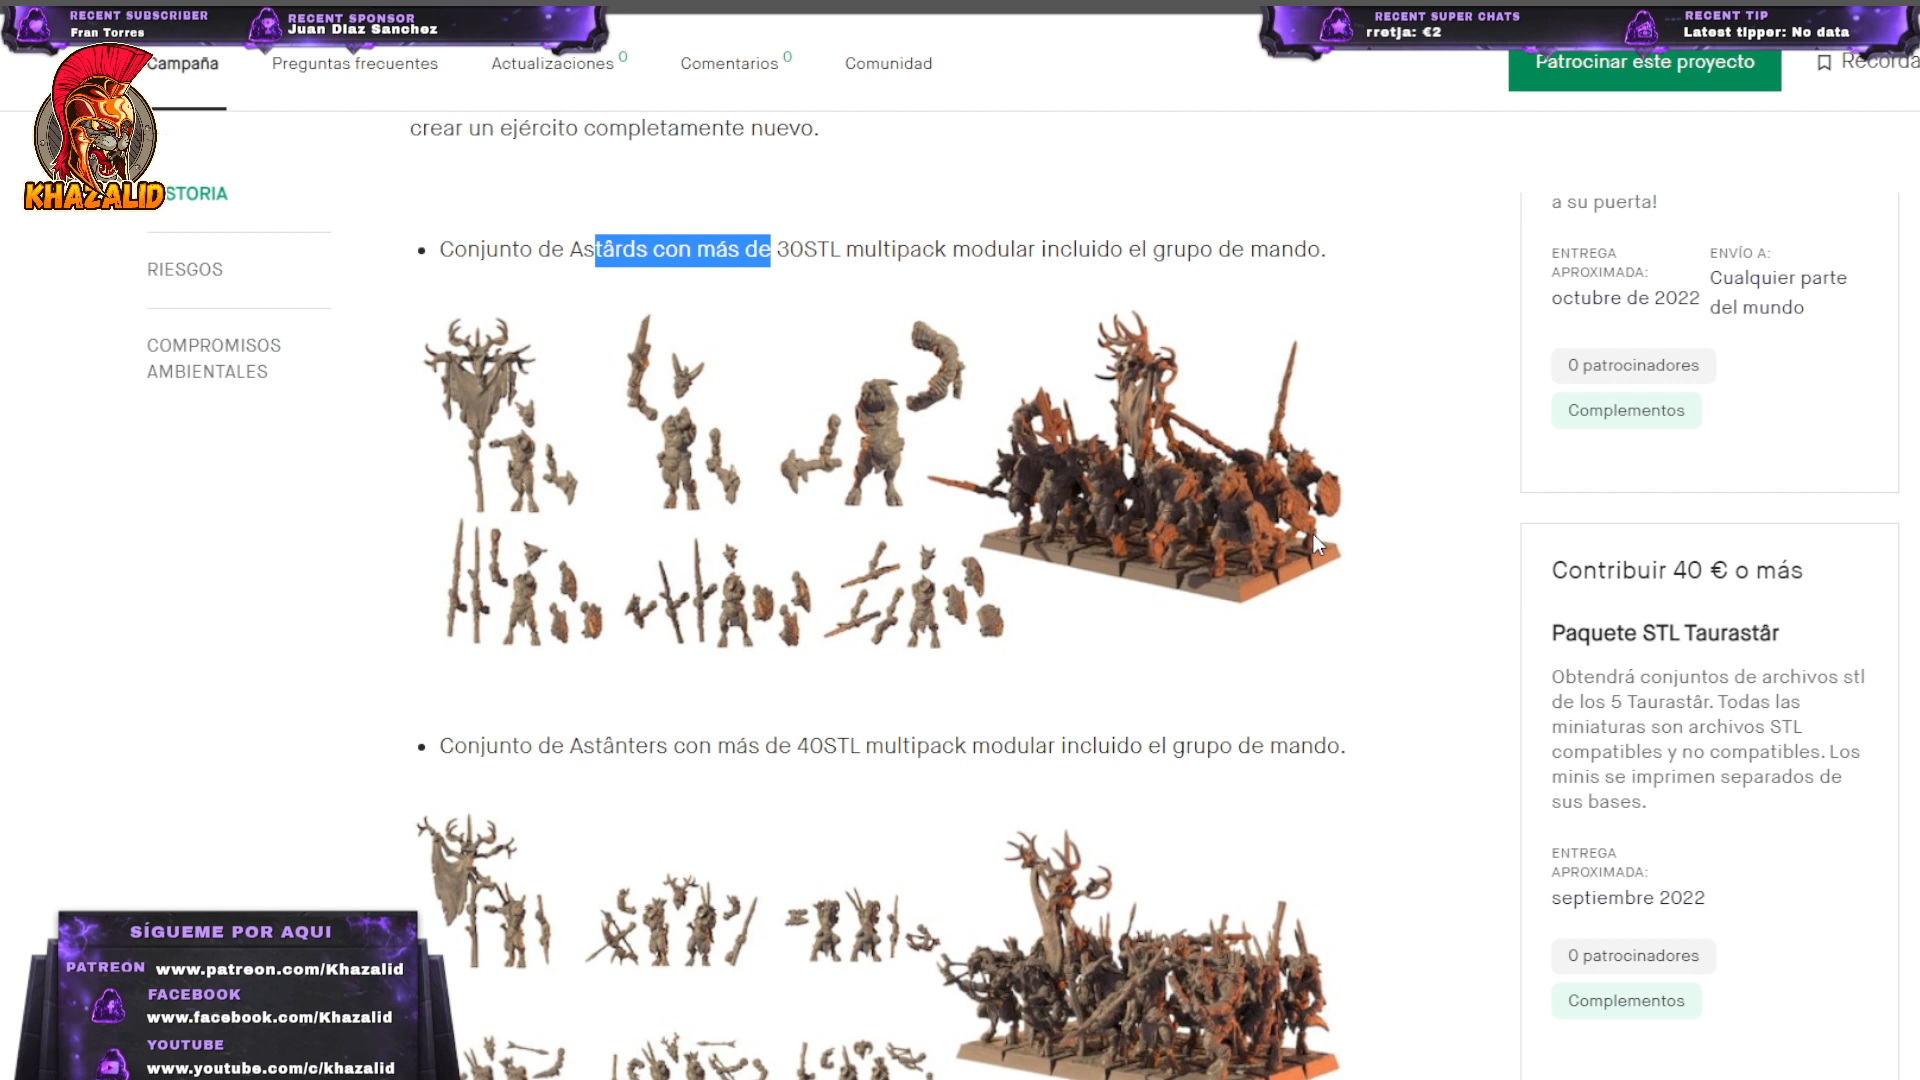 RECENT SUBSCRIBER
Fran Torres
RECENT SPONSOR
Juan Diaz Sanchez
RECENT SUPER CHATS
rretja: €2
RECENT TIP
Latest tipper: No data
Campaña
Preguntas frecuentes
Actualizaciones 0
Comentarios 0
Comunidad
Patrocinar este proyecto
Recorda
KHAZALID
crear un ejército completamente nuevo.
STORIA
RIESGOS
COMPROMISOS
AMBIENTALES
• Conjunto de Astârds con más de 30STL multipack modular incluido el grupo de mando.
• Conjunto de Astânters con más de 40STL multipack modular incluido el grupo de mando.
a su puerta!
ENTREGA
APROXIMADA:
octubre de 2022
ENVÍO A:
Cualquier parte
del mundo
0 patrocinadores
Complementos
Contribuir 40 € o más
Paquete STL Taurastâr
Obtendrá conjuntos de archivos stl
de los 5 Taurastâr. Todas las
miniaturas son archivos STL
compatibles y no compatibles. Los
minis se imprimen separados de
sus bases.
ENTREGA
APROXIMADA:
septiembre 2022
0 patrocinadores
Complementos
SÍGUEME POR AQUI
PATREON www.patreon.com/Khazalid
FACEBOOK
www.facebook.com/Khazalid
YOUTUBE
www.youtube.com/c/khazalid